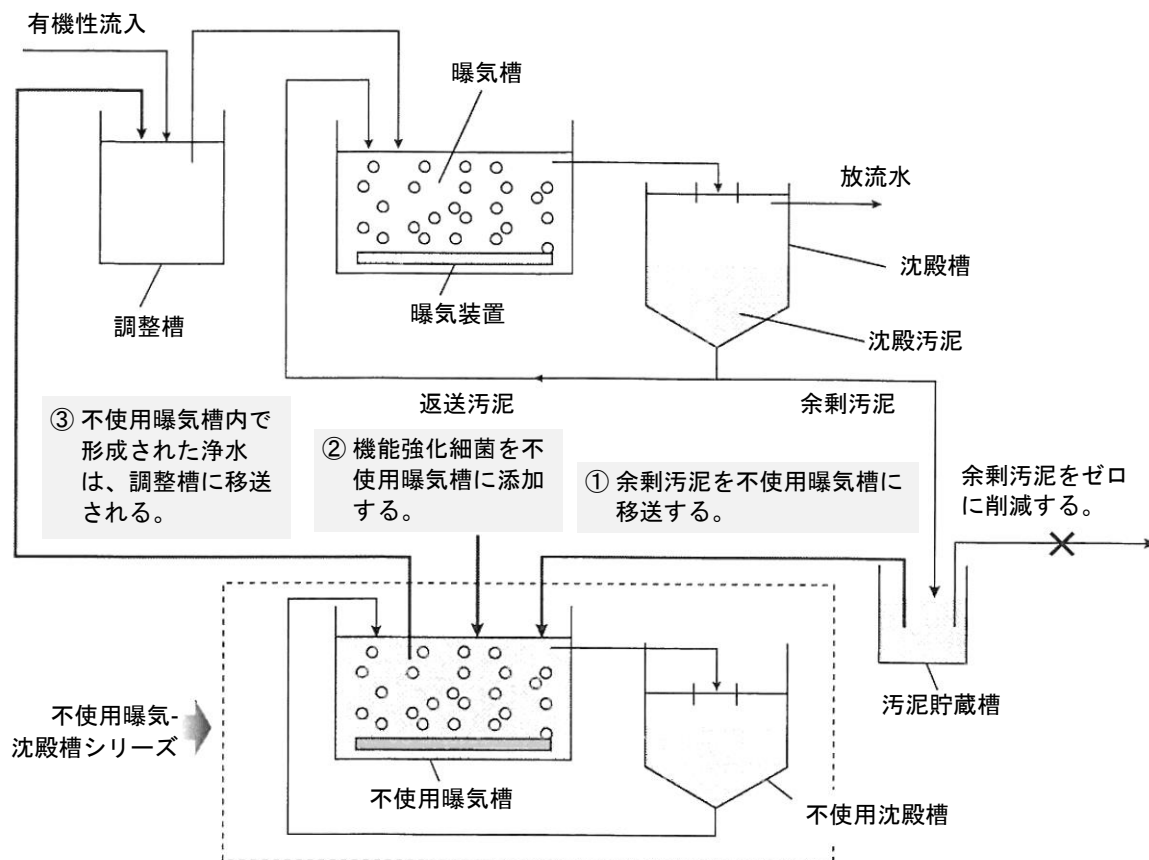 有機性流入
曝気槽
放流水
沈殿槽
曝気装置
調整槽
沈殿汚泥
返送汚泥
余剰汚泥
③ 不使用曝気槽内で
形成された浄水
は、調整槽に移送
される。
② 機能強化細菌を不
使用曝気槽に添加
する。
① 余剰汚泥を不使用曝気槽に
移送する。
余剰汚泥をゼロ
に削減する。
汚泥貯蔵槽
不使用曝気-
沈殿槽シリーズ
不使用曝気槽
不使用沈殿槽